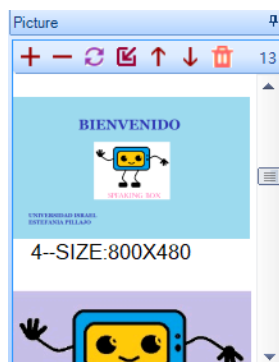 Picture
13
BIENVENIDO
SPEAKING BOX
UNIVERSIDAD ISRAEL
ESTEFANIA PILLAJO
4--SIZE:800X480